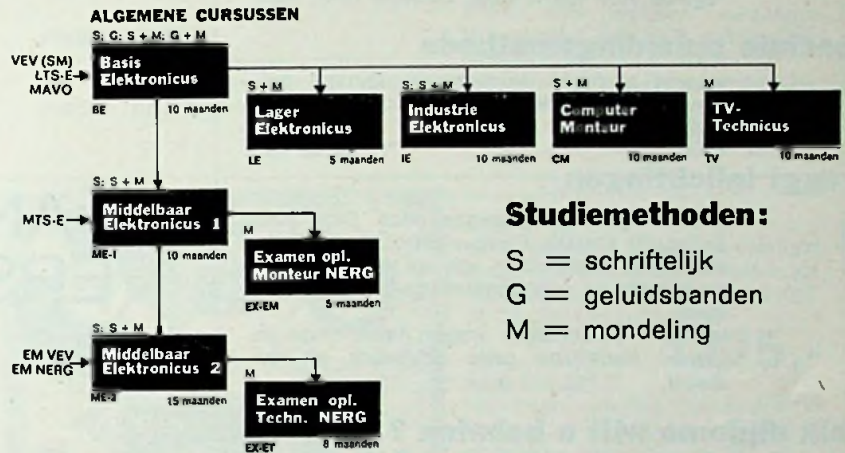 ALGEMENE CURSUSSEN
S; G; S + M; G + M
VEV (SM)
LTS-E
MAVO
Basis
Elektronicus
BE 10 maanden
S + M
Lager
Elektronicus
LE 5 maanden
S; S + M
Industrie
Elektronicus
IE 10 maanden
S + M
Computer
Monteur
CM 10 maanden
M
TV-
Technicus
TV 10 maanden
S; S + M
MTS-E
Middelbaar
Elektronicus 1
ME-1 10 maanden
M
Examen opl.
Monteur NERG
EX-EM 5 maanden
S; S + M
EM VEV
EM NERG
Middelbaar
Elektronicus 2
ME-2 15 maanden
M
Examen opl.
Techn. NERG
EX-ET 8 maanden
Studiemethoden:
S = schriftelijk
G = geluidsbanden
M = mondeling